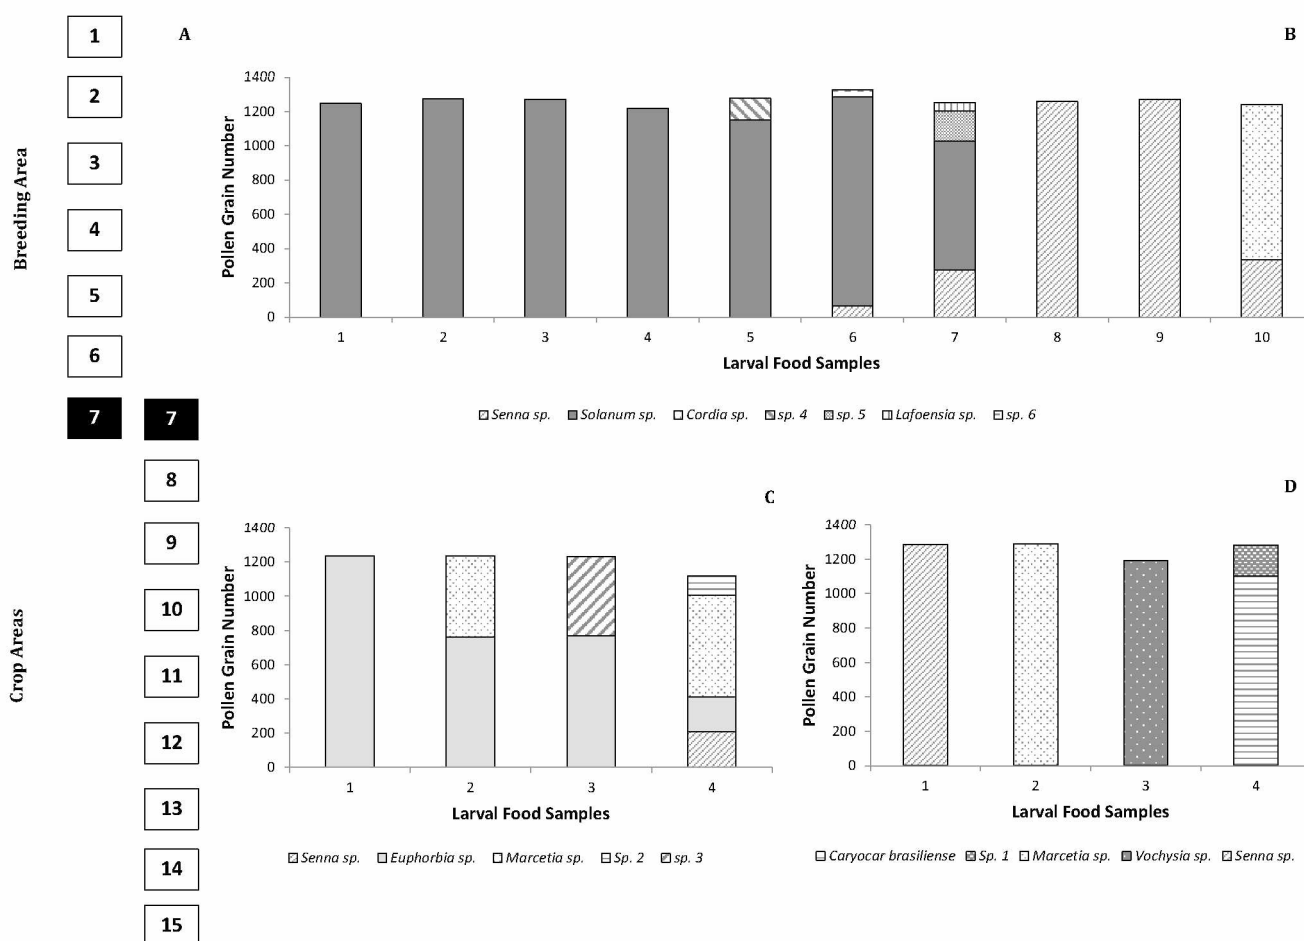 A
Breeding Area
1
2
3
4
5
6
7
7
Crop Areas
8
9
10
11
12
13
14
15
B
Pollen Grain Number
1400
1200
1000
800
600
400
200
0
1 2 3 4 5 6 7 8 9 10
Larval Food Samples
Senna sp. Solanum sp. Cordia sp. sp. 4 sp. 5 Lafoensia sp. sp. 6
C
Pollen Grain Number
1400
1200
1000
800
600
400
200
0
1 2 3 4
Larval Food Samples
Senna sp. Euphorbia sp. Marcetia sp. Sp. 2 sp. 3
D
Pollen Grain Number
1400
1200
1000
800
600
400
200
0
1 2 3 4
Larval Food Samples
Caryocar brasiliense Sp. 1 Marcetia sp. Vochysia sp. Senna sp.